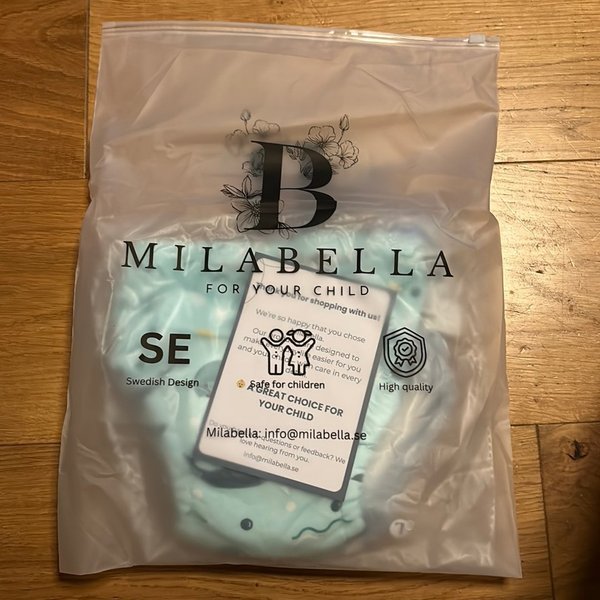 B
MILABELLA
FOR YOUR CHILD
for shopping with us!
We're so happy that you chose
SE
Swedish Design
Safe for children
High quality
designed to
easier for you
care in every
A GREAT CHOICE FOR
YOUR CHILD
Milabella: info@milabella.se
questions or feedback? We
love hearing from you.
info@milabella.se